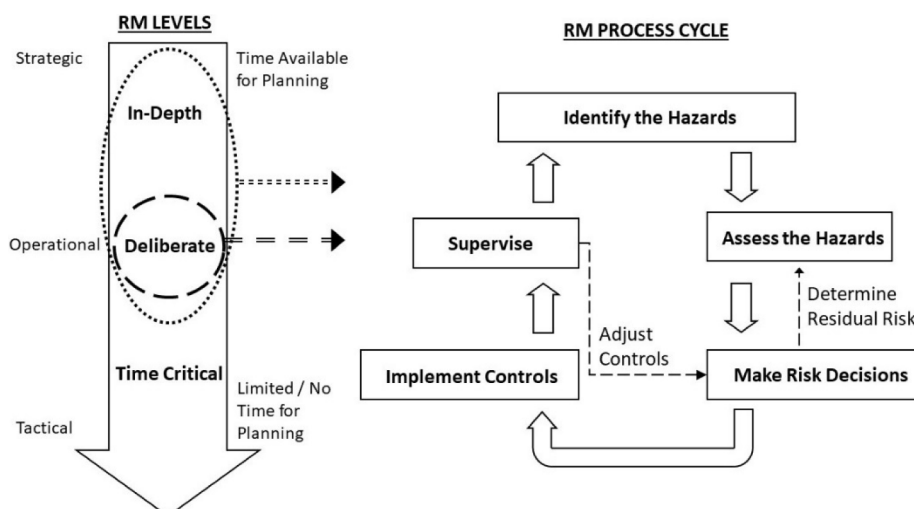 RM LEVELS
Strategic
Time Available
for Planning
In-Depth
Operational
Deliberate
Time Critical
Limited / No
Time for
Planning
Tactical
RM PROCESS CYCLE
Identify the Hazards
Supervise
Assess the Hazards
Determine
Residual Risk
Adjust
Controls
Implement Controls
Make Risk Decisions